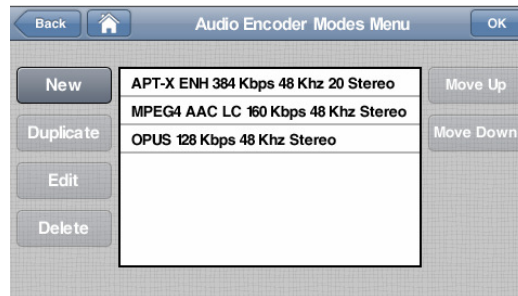 Back
Audio Encoder Modes Menu
OK
New
Duplicate
Edit
Delete
APT-X ENH 384 Kbps 48 Khz 20 Stereo
MPEG4 AAC LC 160 Kbps 48 Khz Stereo
OPUS 128 Kbps 48 Khz Stereo
Move Up
Move Down